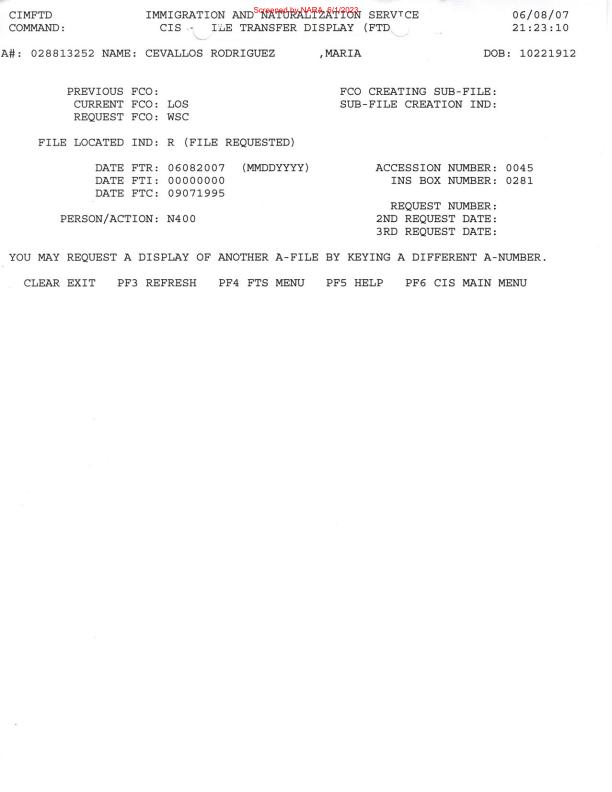 Screened by NARA, 6/1/2023
CIMFTD IMMIGRATION AND NATURALIZATION SERVICE 06/08/07
COMMAND: CIS - ILE TRANSFER DISPLAY (FTD 21:23:10
A#: 028813252 NAME: CEVALLOS RODRIGUEZ ,MARIA DOB: 10221912
PREVIOUS FCO: FCO CREATING SUB-FILE:
CURRENT FCO: LOS SUB-FILE CREATION IND:
REQUEST FCO: WSC
FILE LOCATED IND: R (FILE REQUESTED)
DATE FTR: 06082007 (MMDDYYYY) ACCESSION NUMBER: 0045
DATE FTI: 00000000 INS BOX NUMBER: 0281
DATE FTC: 09071995
REQUEST NUMBER:
PERSON/ACTION: N400 2ND REQUEST DATE:
3RD REQUEST DATE:
YOU MAY REQUEST A DISPLAY OF ANOTHER A-FILE BY KEYING A DIFFERENT A-NUMBER.
CLEAR EXIT PF3 REFRESH PF4 FTS MENU PF5 HELP PF6 CIS MAIN MENU